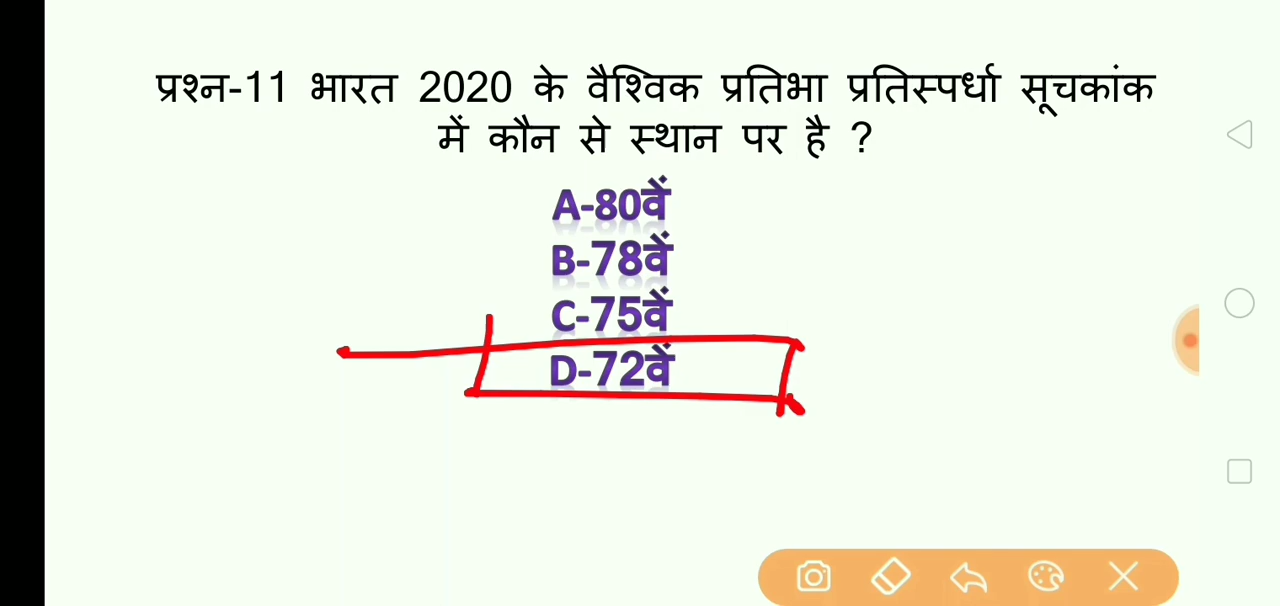 प्रश्न-11 भारत 2020 के वैश्विक प्रतिभा प्रतिस्पर्धा सूचकांक
में कौन से स्थान पर है ?
A-80वें
B-78वें
C-75वें
D-72वें